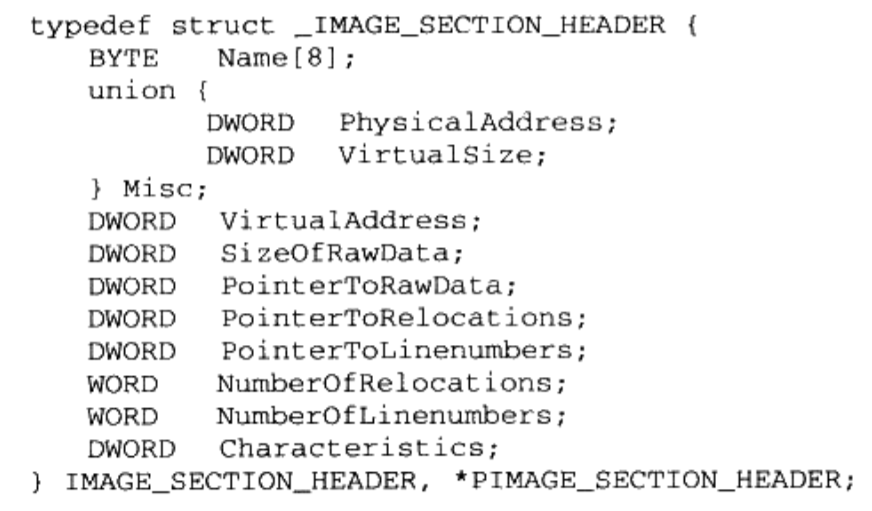 typedef struct _IMAGE_SECTION_HEADER {
BYTE Name[8];
union {
DWORD PhysicalAddress;
DWORD VirtualSize;
} Misc;
DWORD VirtualAddress;
DWORD SizeOfRawData;
DWORD PointerToRawData;
DWORD PointerToRelocations;
DWORD PointerToLinenumbers;
WORD NumberOfRelocations;
WORD NumberOfLinenumbers;
DWORD Characteristics;
} IMAGE_SECTION_HEADER, *PIMAGE_SECTION_HEADER;